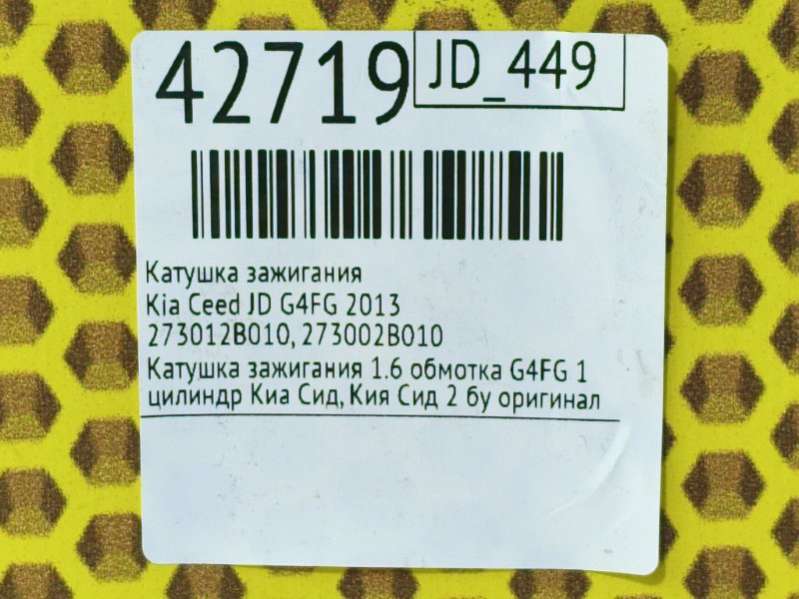 42719
JD_449
Катушка зажигания
Kia Ceed JD G4FG 2013
273012B010, 273002B010
Катушка зажигания 1.6 обмотка G4FG 1
цилиндр Киа Сид, Кия Сид 2 бу оригинал